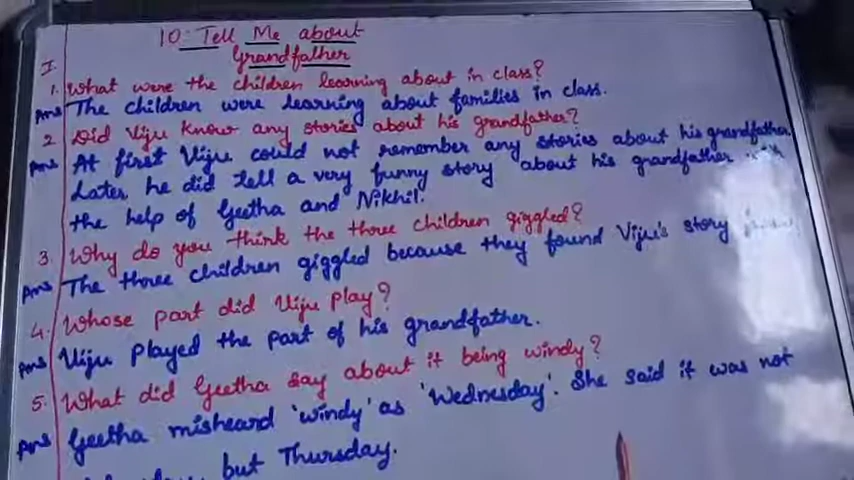 10. Tell Me about
Grandfather
I.
1. What were the children learning about in class?
Ans The children were learning about families in class.
2 Did Viju know any stories about his grandfather?
Ans At first Viju could not remember any stories about his grandfather.
Later he did tell a very funny story about his grandfather with
the help of Geetha and Nikhil.
3. Why do you think the three children giggled?
Ans The three children giggled because they found Viju's story
4. Whose part did Viju play?
Ans Viju played the part of his grandfather.
5. What did Geetha say about it being windy?
Ans Geetha misheard 'windy' as 'Wednesday'. She said it was not
but Thursday.